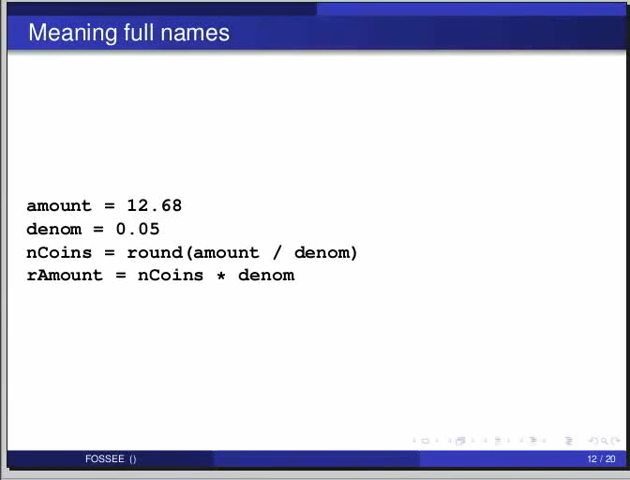 Meaning full names
amount = 12.68
denom = 0.05
nCoins = round(amount / denom)
rAmount = nCoins * denom
FOSSEE ()
12 / 20